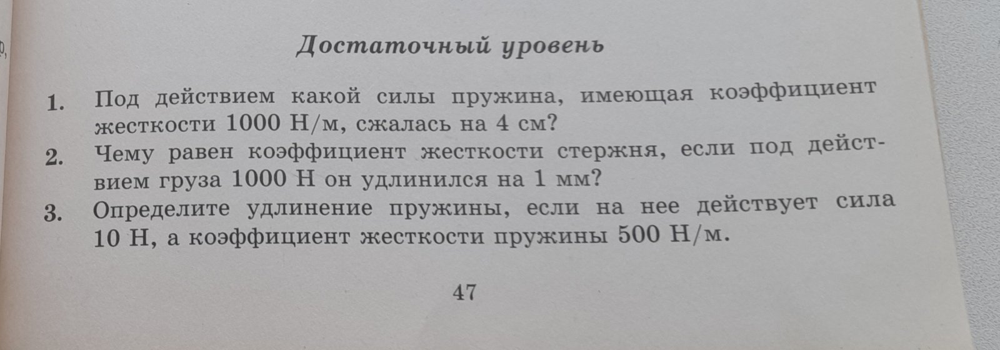 Достаточный уровень
1. Под действием какой силы пружина, имеющая коэффициент
жесткости 1000 Н/м, сжалась на 4 см?
2. Чему равен коэффициент жесткости стержня, если под дейст-
вием груза 1000 Н он удлинился на 1 мм?
3. Определите удлинение пружины, если на нее действует сила
10 Н, а коэффициент жесткости пружины 500 Н/м.
47